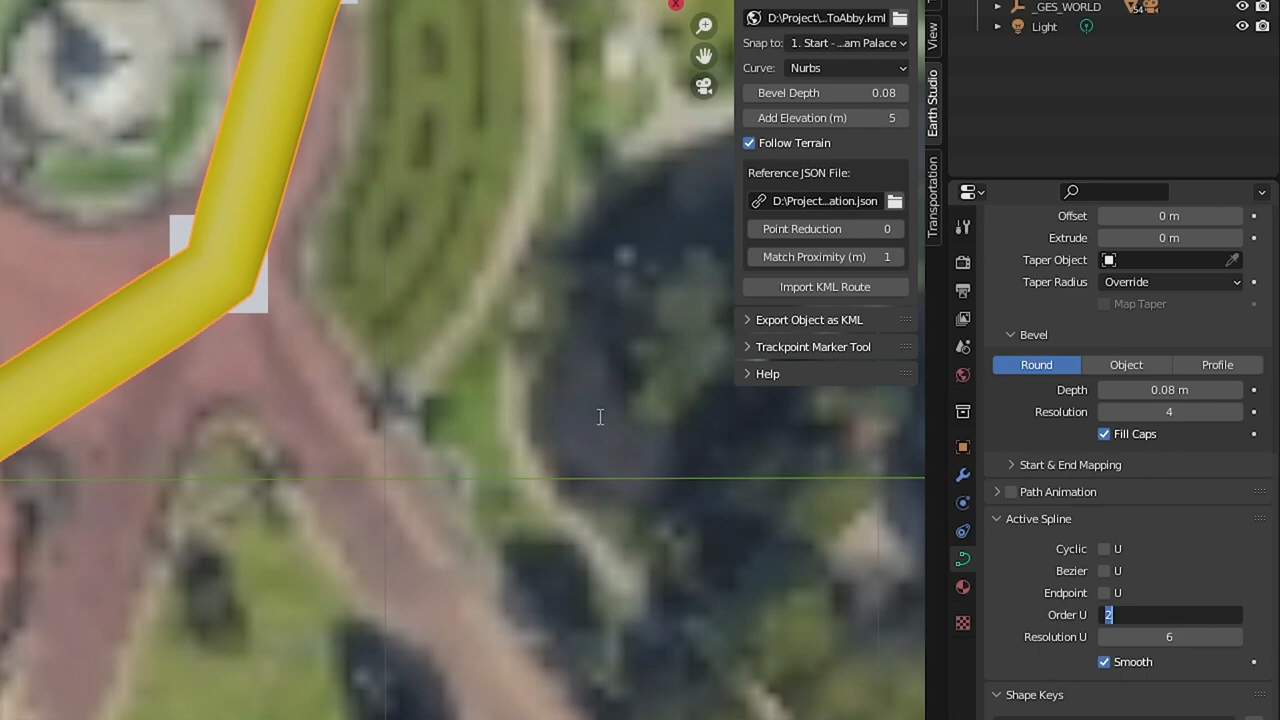 D:\Project\...ToAbby.kml
Snap to: 1. Start - ...am Palace
Curve: Nurbs
Bevel Depth 0.08
Add Elevation (m) 5
Follow Terrain
Reference JSON File:
D:\Project...ation.json
Point Reduction 0
Match Proximity (m) 1
Import KML Route
Export Object as KML
Trackpoint Marker Tool
Help
View
Earth Studio
Transportation
_GES_WORLD 54
Light
Offset 0 m
Extrude 0 m
Taper Object
Taper Radius Override
Map Taper
Bevel
Round Object Profile
Depth 0.08 m
Resolution 4
Fill Caps
Start & End Mapping
Path Animation
Active Spline
Cyclic U
Bezier U
Endpoint U
Order U 2
Resolution U 6
Smooth
Shape Keys